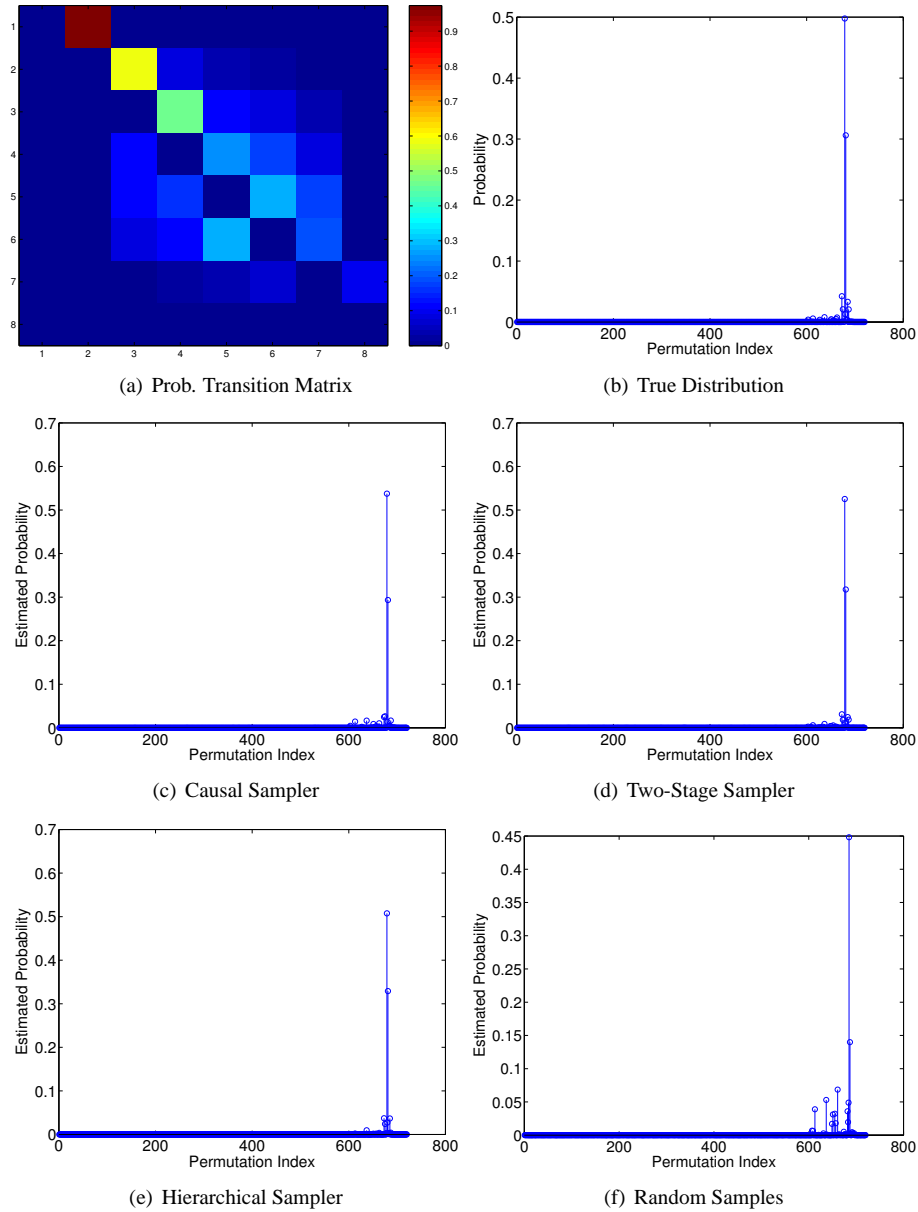 1
2
3
4
5
6
7
8
1 2 3 4 5 6 7 8
0.9
0.8
0.7
0.6
0.5
0.4
0.3
0.2
0.1
0
(a) Prob. Transition Matrix
0.5
0.3
0.1
0
Probability
0 200 400 600 800
Permutation Index
(b) True Distribution
0.7
0.6
0.5
0.4
0.3
0.2
0.1
0
Estimated Probability
0 200 400 600 800
Permutation Index
(c) Causal Sampler
0.7
0.6
0.5
0.4
0.3
0.2
0.1
0
Estimated Probability
0 200 400 600 800
Permutation Index
(d) Two-Stage Sampler
0.7
0.6
0.5
0.4
0.3
0.2
0.1
0
Estimated Probability
0 200 400 600 800
Permutation Index
(e) Hierarchical Sampler
0.45
0.4
0.35
0.3
0.25
0.2
0.15
0.1
0.05
0
Estimated Probability
0 200 400 600 800
Permutation Index
(f) Random Samples